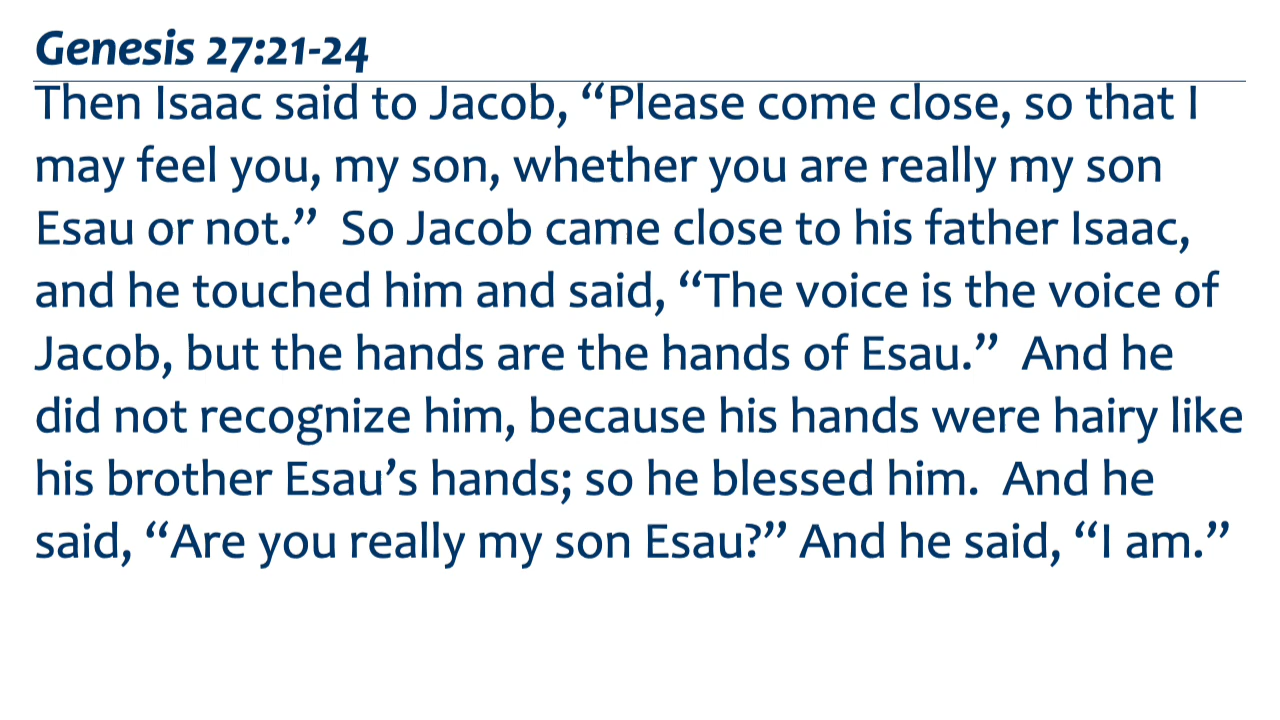 Genesis 27:21-24
Then Isaac said to Jacob, “Please come close, so that I
may feel you, my son, whether you are really my son
Esau or not.”  So Jacob came close to his father Isaac,
and he touched him and said, “The voice is the voice of
Jacob, but the hands are the hands of Esau.”  And he
did not recognize him, because his hands were hairy like
his brother Esau’s hands; so he blessed him.  And he
said, “Are you really my son Esau?” And he said, “I am.”